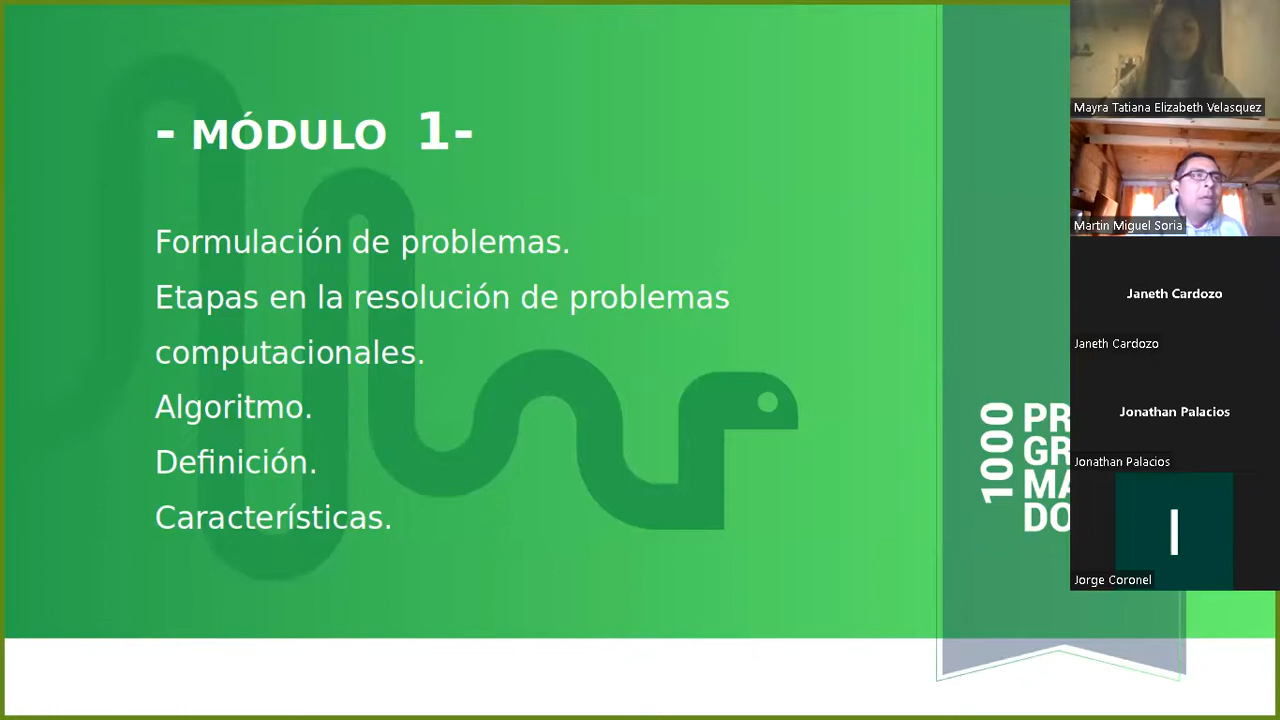 - MÓDULO 1-
Formulación de problemas.
Etapas en la resolución de problemas
computacionales.
Algoritmo.
Definición.
Características.
1000
PR
GR
MA
DO
Mayra Tatiana Elizabeth Velasquez
Martin Miguel Soria
Janeth Cardozo
Janeth Cardozo
Jonathan Palacios
Jonathan Palacios
I
Jorge Coronel